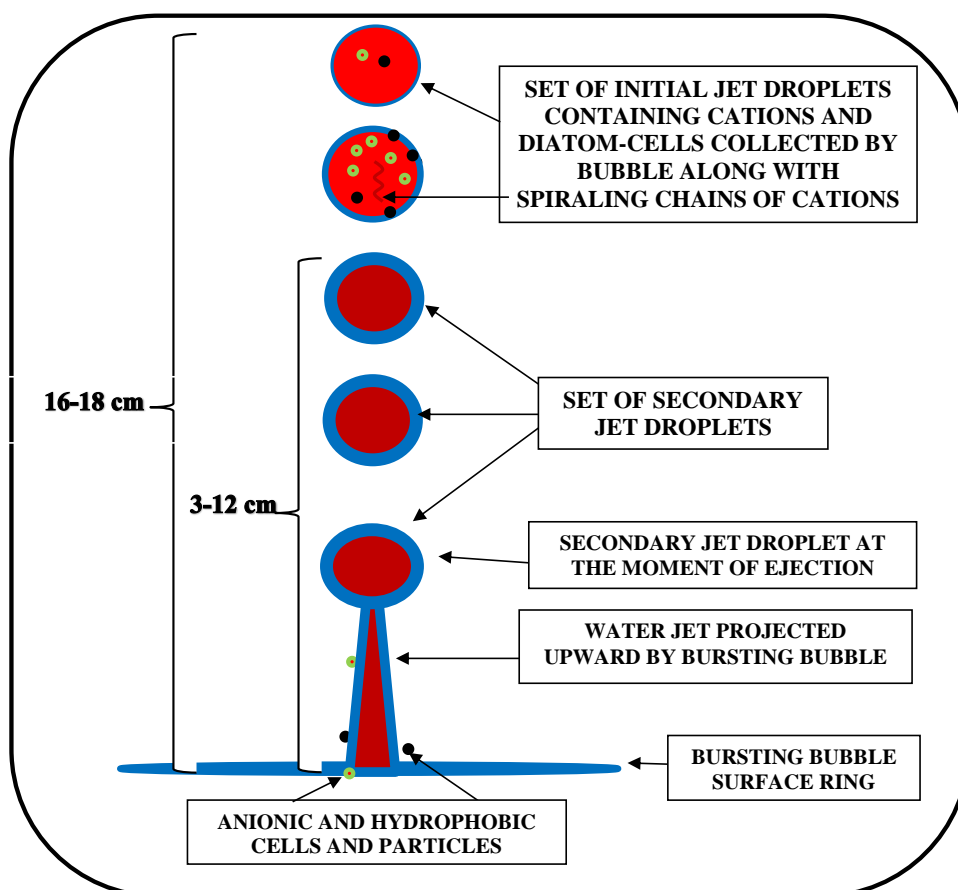 SET OF INITIAL JET DROPLETS
CONTAINING CATIONS AND
DIATOM-CELLS COLLECTED BY
BUBBLE ALONG WITH
SPIRALING CHAINS OF CATIONS
16-18 cm
SET OF SECONDARY
JET DROPLETS
3-12 cm
SECONDARY JET DROPLET AT
THE MOMENT OF EJECTION
WATER JET PROJECTED
UPWARD BY BURSTING BUBBLE
BURSTING BUBBLE
SURFACE RING
ANIONIC AND HYDROPHOBIC
CELLS AND PARTICLES